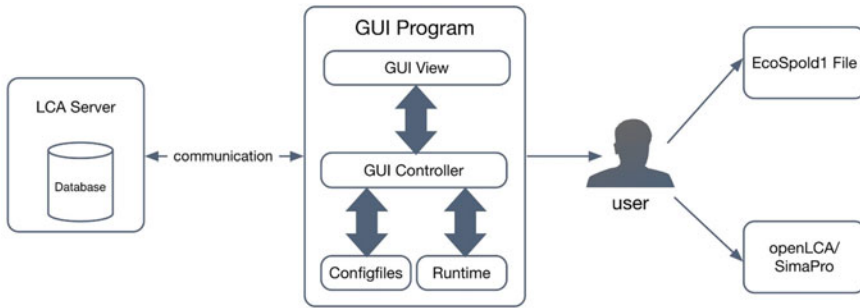 GUI Program
GUI View
EcoSpold1 File
LCA Server
communication
GUI Controller
Database
user
Configfiles
Runtime
openLCA/
SimaPro